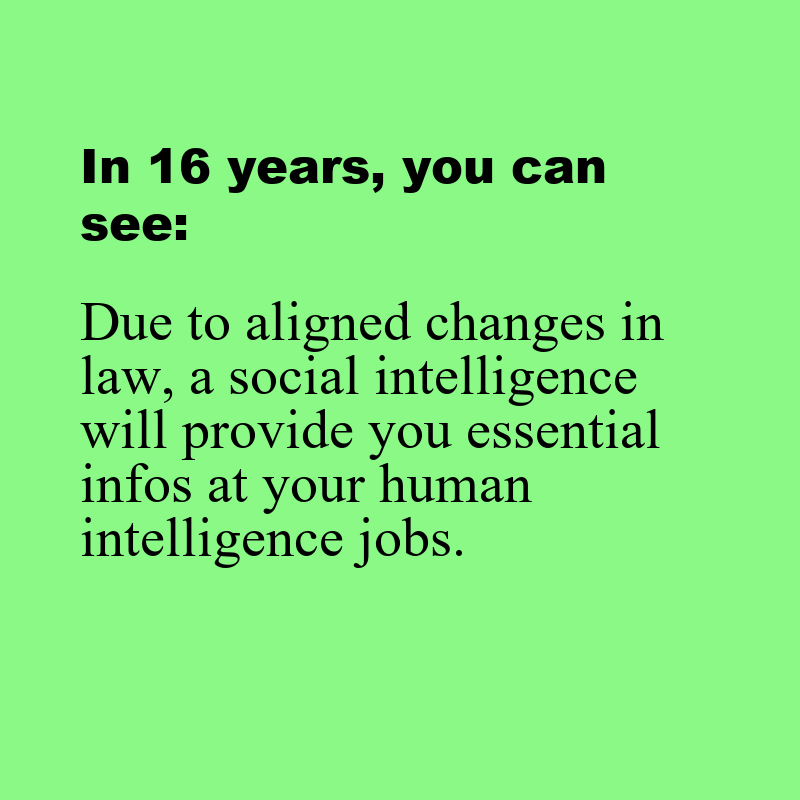 In 16 years, you can
see:
Due to aligned changes in
law, a social intelligence
will provide you essential
infos at your human
intelligence jobs.